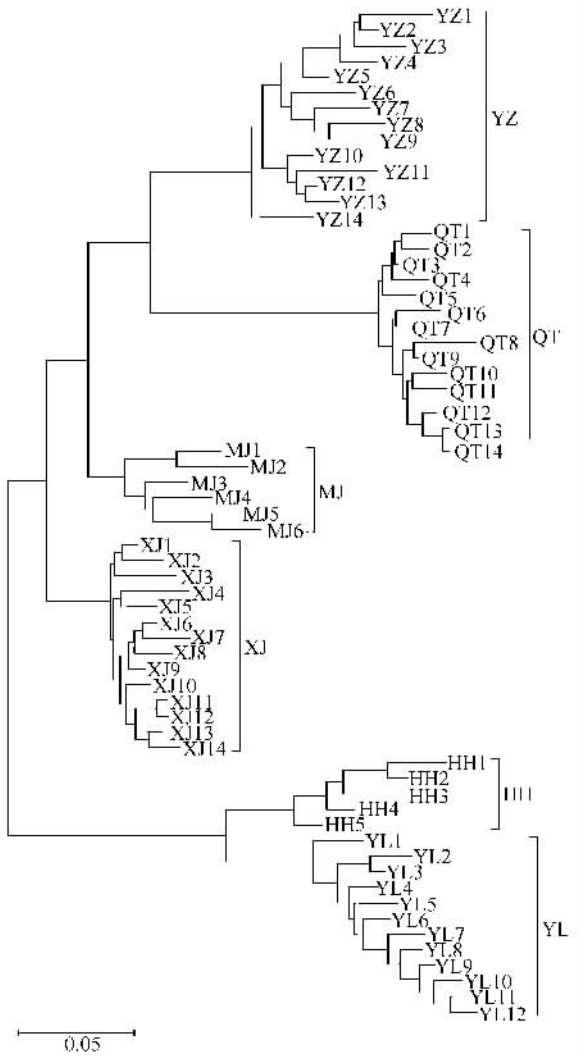 YZ1
YZ2
YZ3
YZ4
YZ5
YZ6
YZ7
YZ8
YZ9
YZ10
YZ11
YZ12
YZ13
YZ14
YZ
QT1
QT2
QT3
QT4
QT5
QT6
QT7
QT8
QT9
QT10
QT11
QT12
QT13
QT14
QT
MJ1
MJ2
MJ3
MJ4
MJ5
MJ6
MJ
XJ1
XJ2
XJ3
XJ4
XJ5
XJ6
XJ7
XJ8
XJ9
XJ10
XJ11
XJ12
XJ13
XJ14
XJ
HH1
HH2
HH3
HH4
HH5
HH
YL1
YL2
YL3
YL4
YL5
YL6
YL7
YL8
YL9
YL10
YL11
YL12
YL
0.05